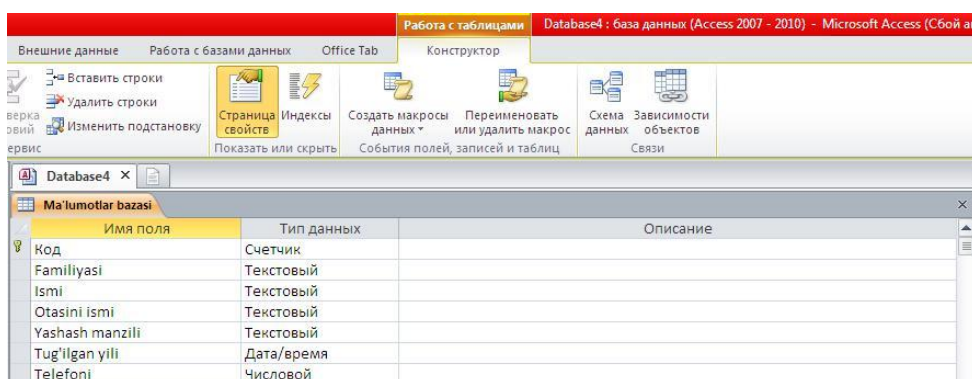 Работа с таблицами Database4 : база данных (Access 2007 - 2010) - Microsoft Access (Сбой а
Внешние данные Работа с базами данных Office Tab Конструктор
Вставить строки
Удалить строки
Изменить подстановку
верка
овий
ервис
Страница свойств
Индексы
Показать или скрыть
Создать макросы данных
Переименовать или удалить макрос
События полей, записей и таблиц
Схема данных
Зависимости объектов
Связи
Database4
Ma'lumotlar bazasi
Имя поля Тип данных Описание
Код Счетчик
Familiyasi Текстовый
Ismi Текстовый
Otasini ismi Текстовый
Yashash manzili Текстовый
Tug'ilgan yili Дата/время
Telefoni Числовой